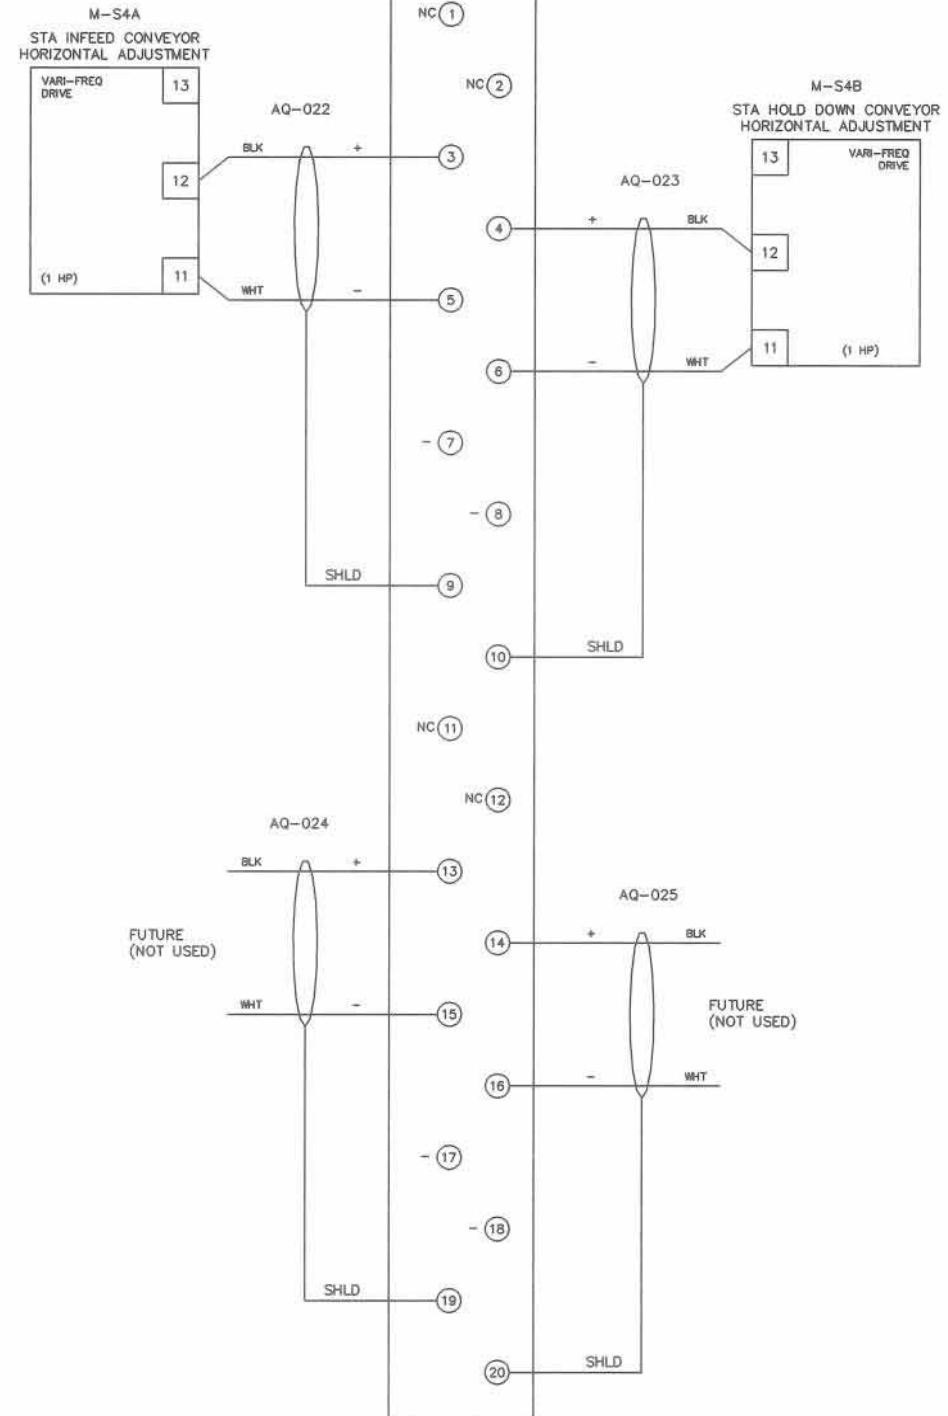 M-S4A
STA INFEED CONVEYOR
HORIZONTAL ADJUSTMENT
VARI-FREQ
DRIVE
13
12
11
(1 HP)
AQ-022
BLK
+
WHT
-
SHLD
NC 1
NC 2
3
4
5
6
- 7
- 8
9
10
NC 11
NC 12
13
14
15
16
- 17
- 18
19
20
M-S4B
STA HOLD DOWN CONVEYOR
HORIZONTAL ADJUSTMENT
13
VARI-FREQ
DRIVE
12
11
(1 HP)
AQ-023
+
BLK
-
WHT
SHLD
AQ-024
BLK
+
FUTURE
(NOT USED)
WHT
-
SHLD
AQ-025
+
BLK
FUTURE
(NOT USED)
-
WHT
SHLD